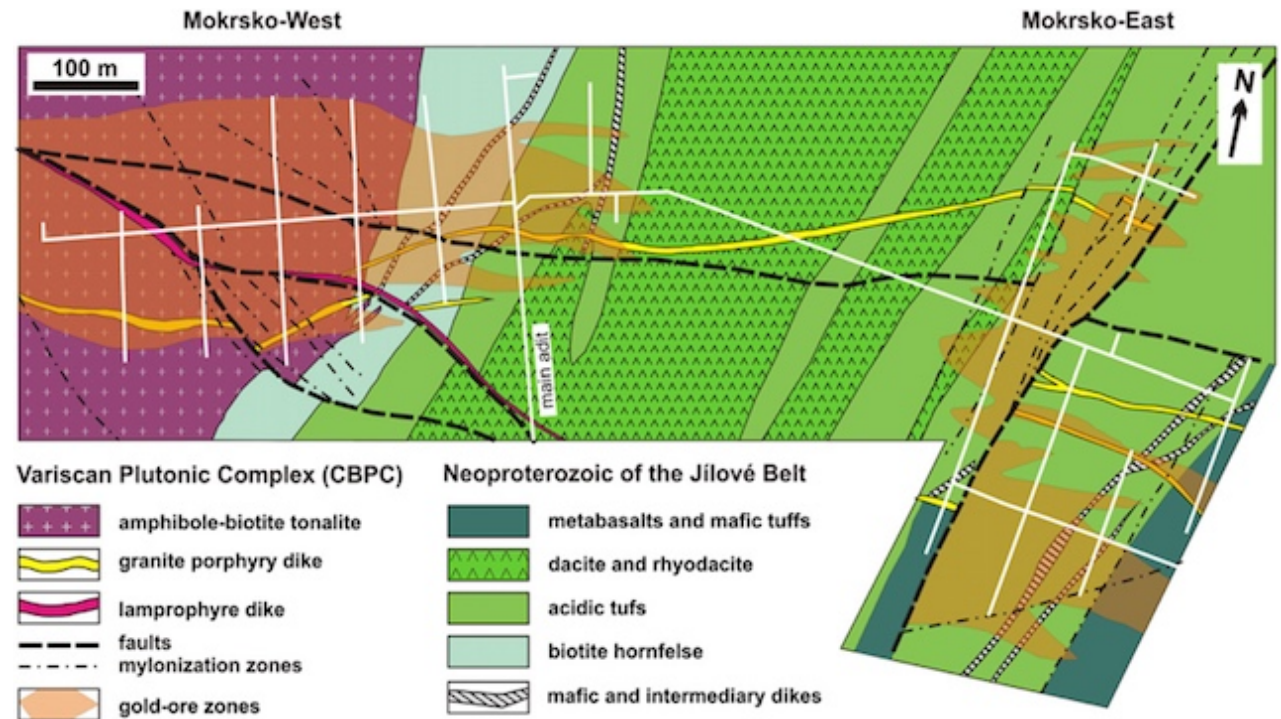 Mokrsko-West
Mokrsko-East
100 m
N
main adit
Variscan Plutonic Complex (CBPC)
amphibole-biotite tonalite
granite porphyry dike
lamprophyre dike
faults
mylonization zones
gold-ore zones
Neoproterozoic of the Jílové Belt
metabasalts and mafic tuffs
dacite and rhyodacite
acidic tufs
biotite hornfelse
mafic and intermediary dikes